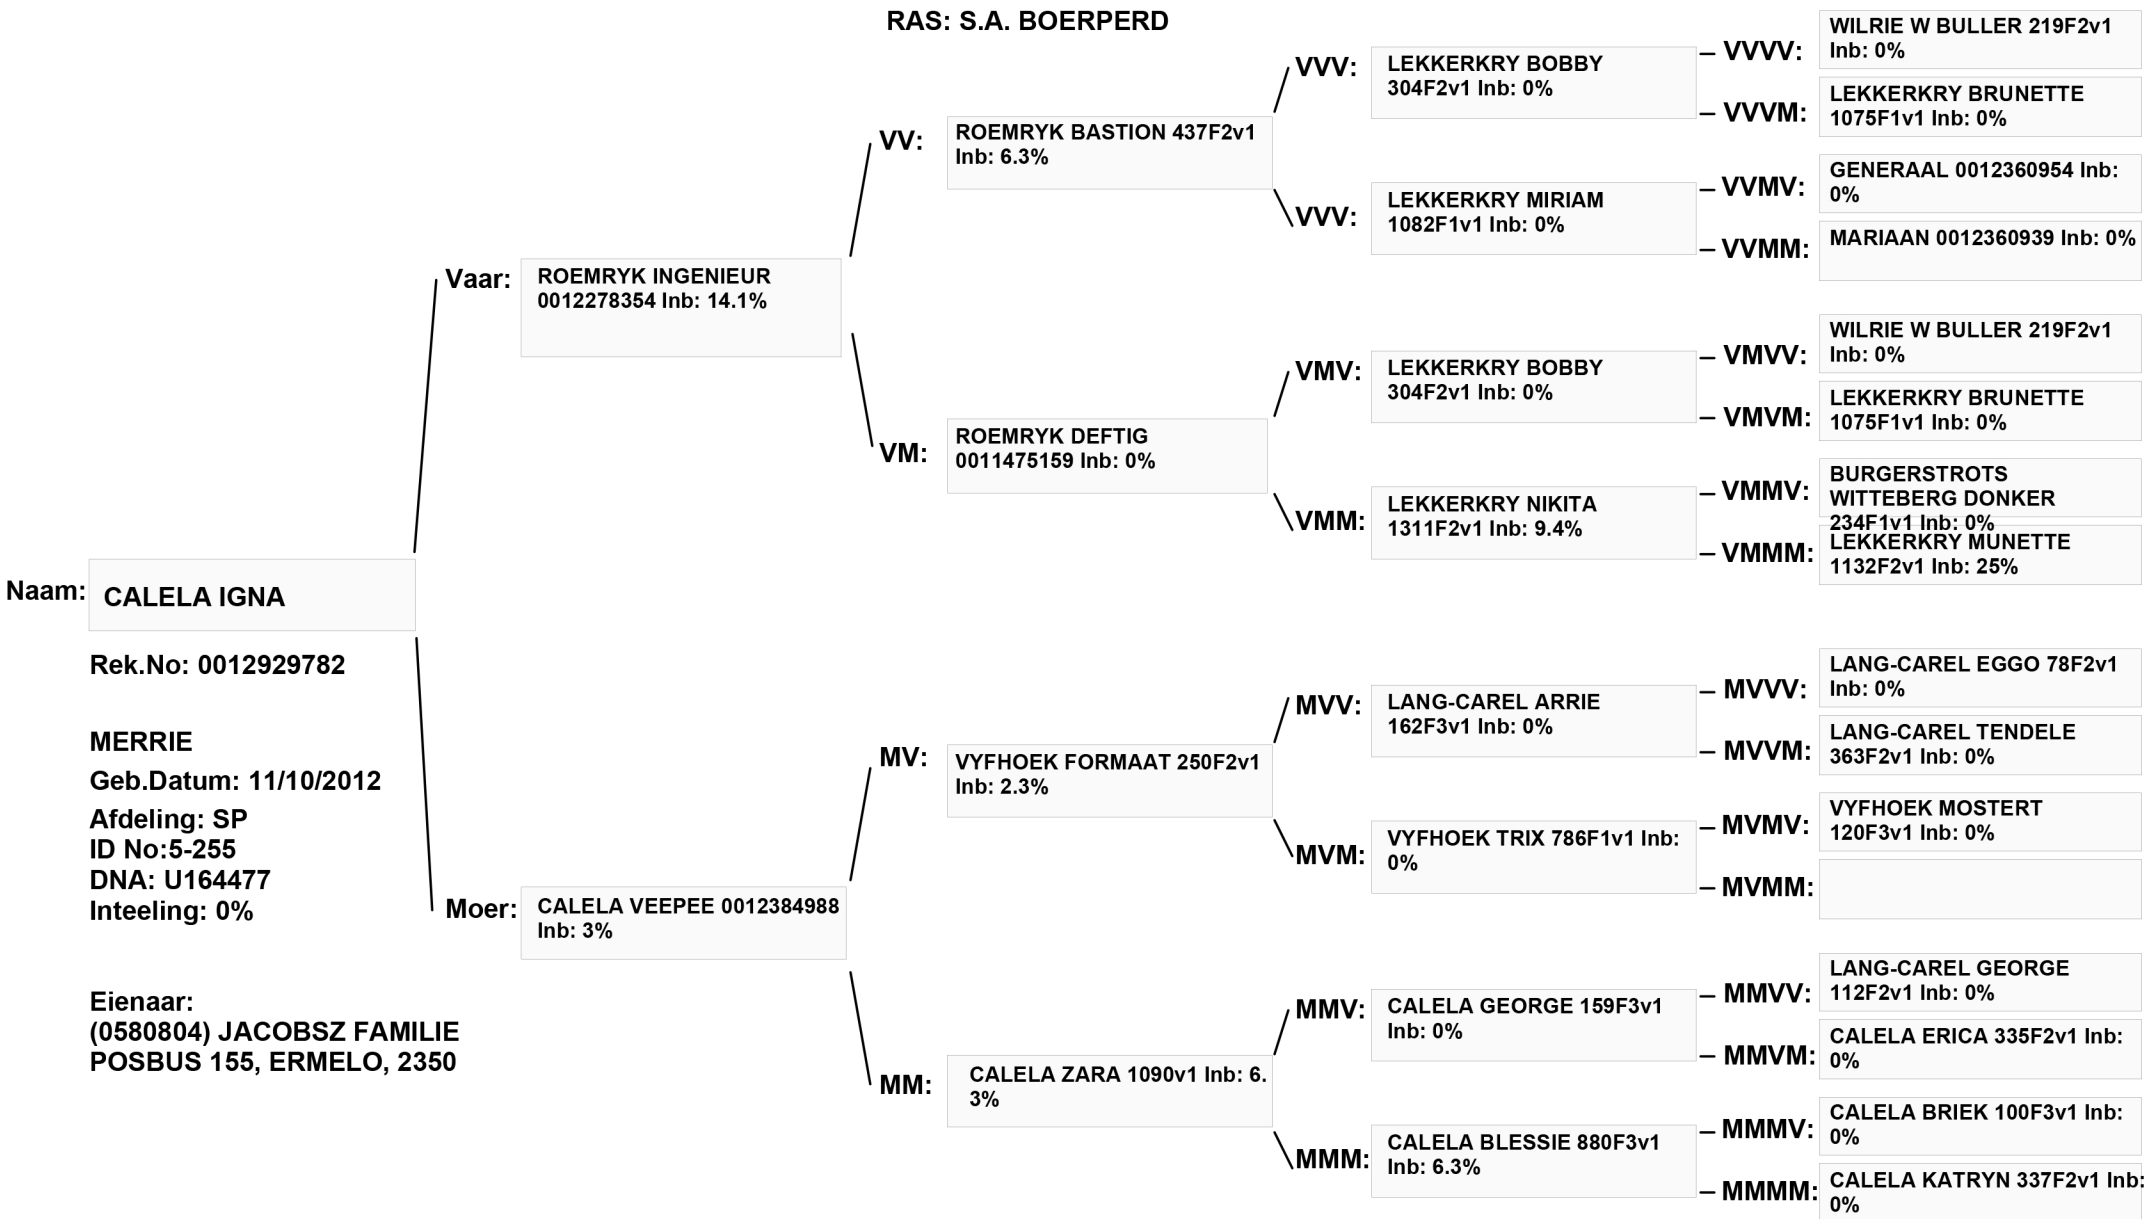 RAS: S.A. BOERPERD
Naam:
CALELA IGNA
Rek.No: 0012929782
MERRIE
Geb.Datum: 11/10/2012
Afdeling: SP
ID No:5-255
DNA: U164477
Inteeling: 0%
Eienaar:
(0580804) JACOBSZ FAMILIE
POSBUS 155, ERMELO, 2350
Vaar:
ROEMRYK INGENIEUR
0012278354 Inb: 14.1%
Moer:
CALELA VEEPEE 0012384988
Inb: 3%
VV:
ROEMRYK BASTION 437F2v1
Inb: 6.3%
VM:
ROEMRYK DEFTIG
0011475159 Inb: 0%
MV:
VYFHOEK FORMAAT 250F2v1
Inb: 2.3%
MM:
CALELA ZARA 1090v1 Inb: 6.
3%
VVV:
LEKKERKRY BOBBY
304F2v1 Inb: 0%
VVV:
LEKKERKRY MIRIAM
1082F1v1 Inb: 0%
VMV:
LEKKERKRY BOBBY
304F2v1 Inb: 0%
VMM:
LEKKERKRY NIKITA
1311F2v1 Inb: 9.4%
MVV:
LANG-CAREL ARRIE
162F3v1 Inb: 0%
MVM:
VYFHOEK TRIX 786F1v1 Inb:
0%
MMV:
CALELA GEORGE 159F3v1
Inb: 0%
MMM:
CALELA BLESSIE 880F3v1
Inb: 6.3%
VVVV:
WILRIE W BULLER 219F2v1
Inb: 0%
VVVM:
LEKKERKRY BRUNETTE
1075F1v1 Inb: 0%
VVMV:
GENERAAL 0012360954 Inb:
0%
VVMM:
MARIAAN 0012360939 Inb: 0%
VMVV:
WILRIE W BULLER 219F2v1
Inb: 0%
VMVM:
LEKKERKRY BRUNETTE
1075F1v1 Inb: 0%
VMMV:
BURGERSTROTS
WITTEBERG DONKER
234F1v1 Inb: 0%
VMMM:
LEKKERKRY MUNETTE
1132F2v1 Inb: 25%
MVVV:
LANG-CAREL EGGO 78F2v1
Inb: 0%
MVVM:
LANG-CAREL TENDELE
363F2v1 Inb: 0%
MVMV:
VYFHOEK MOSTERT
120F3v1 Inb: 0%
MVMM:
MMVV:
LANG-CAREL GEORGE
112F2v1 Inb: 0%
MMVM:
CALELA ERICA 335F2v1 Inb:
0%
MMMV:
CALELA BRIEK 100F3v1 Inb:
0%
MMMM:
CALELA KATRYN 337F2v1 Inb:
0%